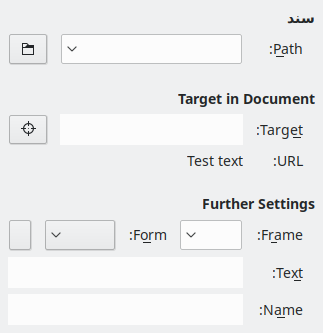 سند
Path:
Target in Document
Target:
URL: Test text
Further Settings
Frame: Form:
Text:
Name: